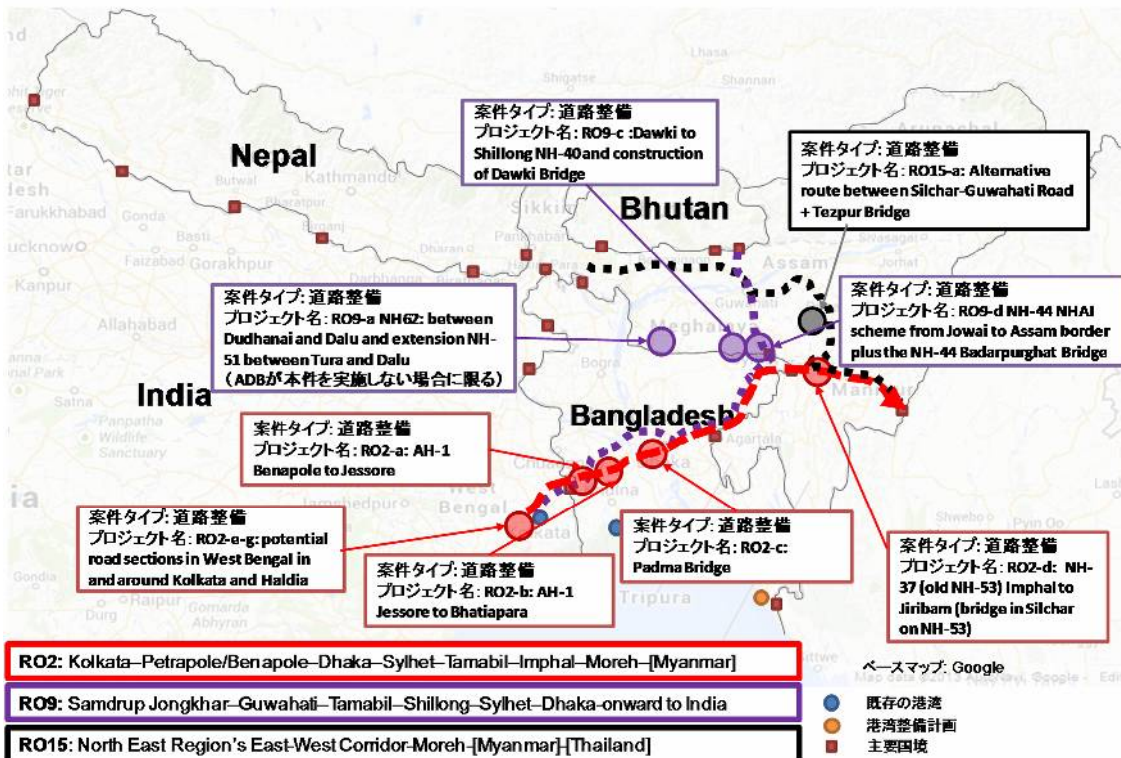 案件タイプ: 道路整備
プロジェクト名: RO9-c :Dawki to
Shillong NH-40 and construction
of Dawki Bridge
案件タイプ: 道路整備
プロジェクト名: RO15-a: Alternative
route between Silchar-Guwahati Road
+ Tezpur Bridge
Nepal
Bhutan
Lhasa
Shigatse
Shannan
Butwal
Kathmandu
Bharatpur
Birganj
Sikkim
Farrukhabad
Gonda
Basti
Faizabad
Gorakhpur
Lucknow
Kanpur
Darbhanga
Dharan
Assam
Sivasagar
Jorhat
Guwahati
案件タイプ: 道路整備
プロジェクト名: RO9-a NH62: between
Dudhanai and Dalu and extension NH-
51 between Tura and Dalu
（ADBが本件を実施しない場合に限る）
案件タイプ: 道路整備
プロジェクト名: RO9-d NH-44 NHAI
scheme from Jowai to Assam border
plus the NH-44 Badarpurghat Bridge
Allahabad
Meghalaya
Bogra
India
Satna
Panpatha
Wildlife
Sanctuary
Bangladesh
Agartala
案件タイプ: 道路整備
プロジェクト名: RO2-a: AH-1
Benapole to Jessore
West
Bengal
Jamshedpur
案件タイプ: 道路整備
プロジェクト名: RO2-e-g: potential
road sections in West Bengal in
and around Kolkata and Haldia
案件タイプ: 道路整備
プロジェクト名: RO2-b: AH-1
Jessore to Bhatiapara
案件タイプ: 道路整備
プロジェクト名: RO2-c:
Padma Bridge
案件タイプ: 道路整備
プロジェクト名: RO2-d: NH-
37 (old NH-53) Imphal to
Jiribam (bridge in Silchar
on NH-53)
Shwebo
Pyin Oo
Gondia
Raipur
Durg
Tripura
RO2: Kolkata–Petrapole/Benapole–Dhaka–Sylhet–Tamabil–Imphal–Moreh–[Myanmar]
RO9: Samdrup Jongkhar–Guwahati–Tamabil–Shillong–Sylhet–Dhaka-onward to India
RO15: North East Region's East-West Corridor-Moreh-[Myanmar]-[Thailand]
ベースマップ: Google
既存の港湾
港湾整備計画
主要国境